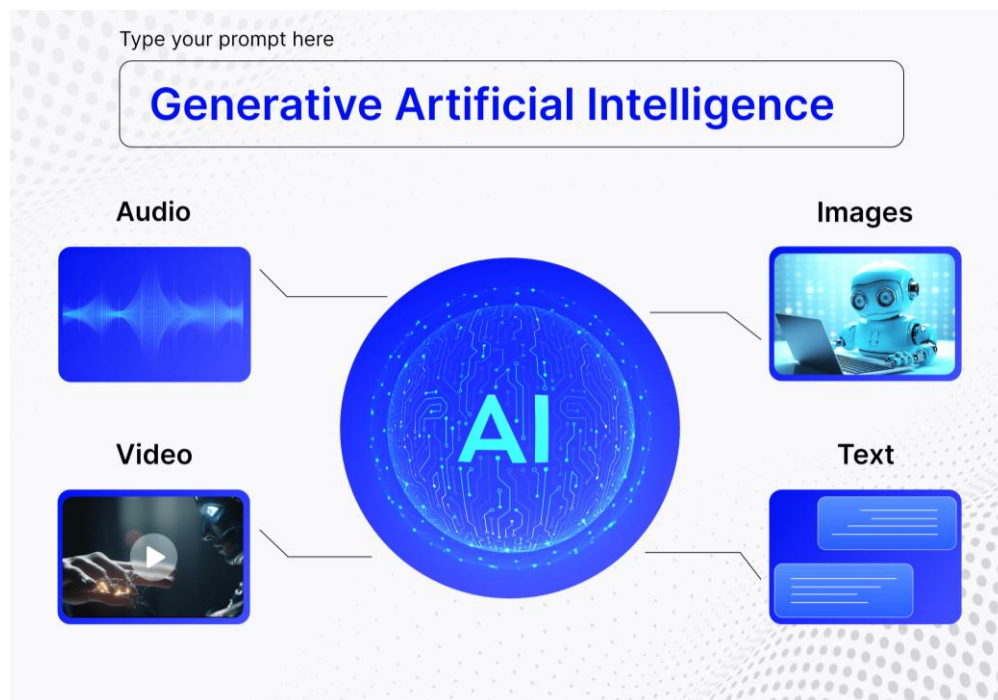 Type your prompt here
Generative Artificial Intelligence
Audio
Images
AI
Video
Text